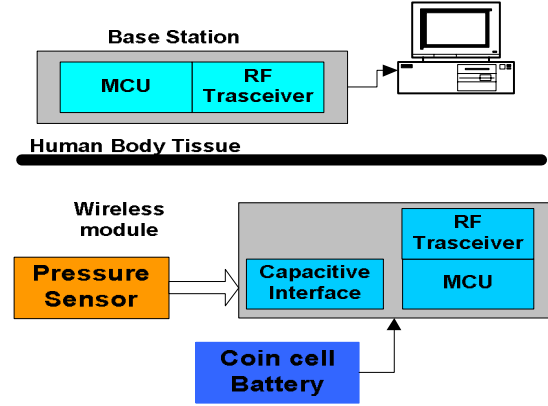 Base Station
MCU
RF
Trasceiver
Human Body Tissue
Wireless
module
RF
Trasceiver
Pressure
Sensor
Capacitive
Interface
MCU
Coin cell
Battery